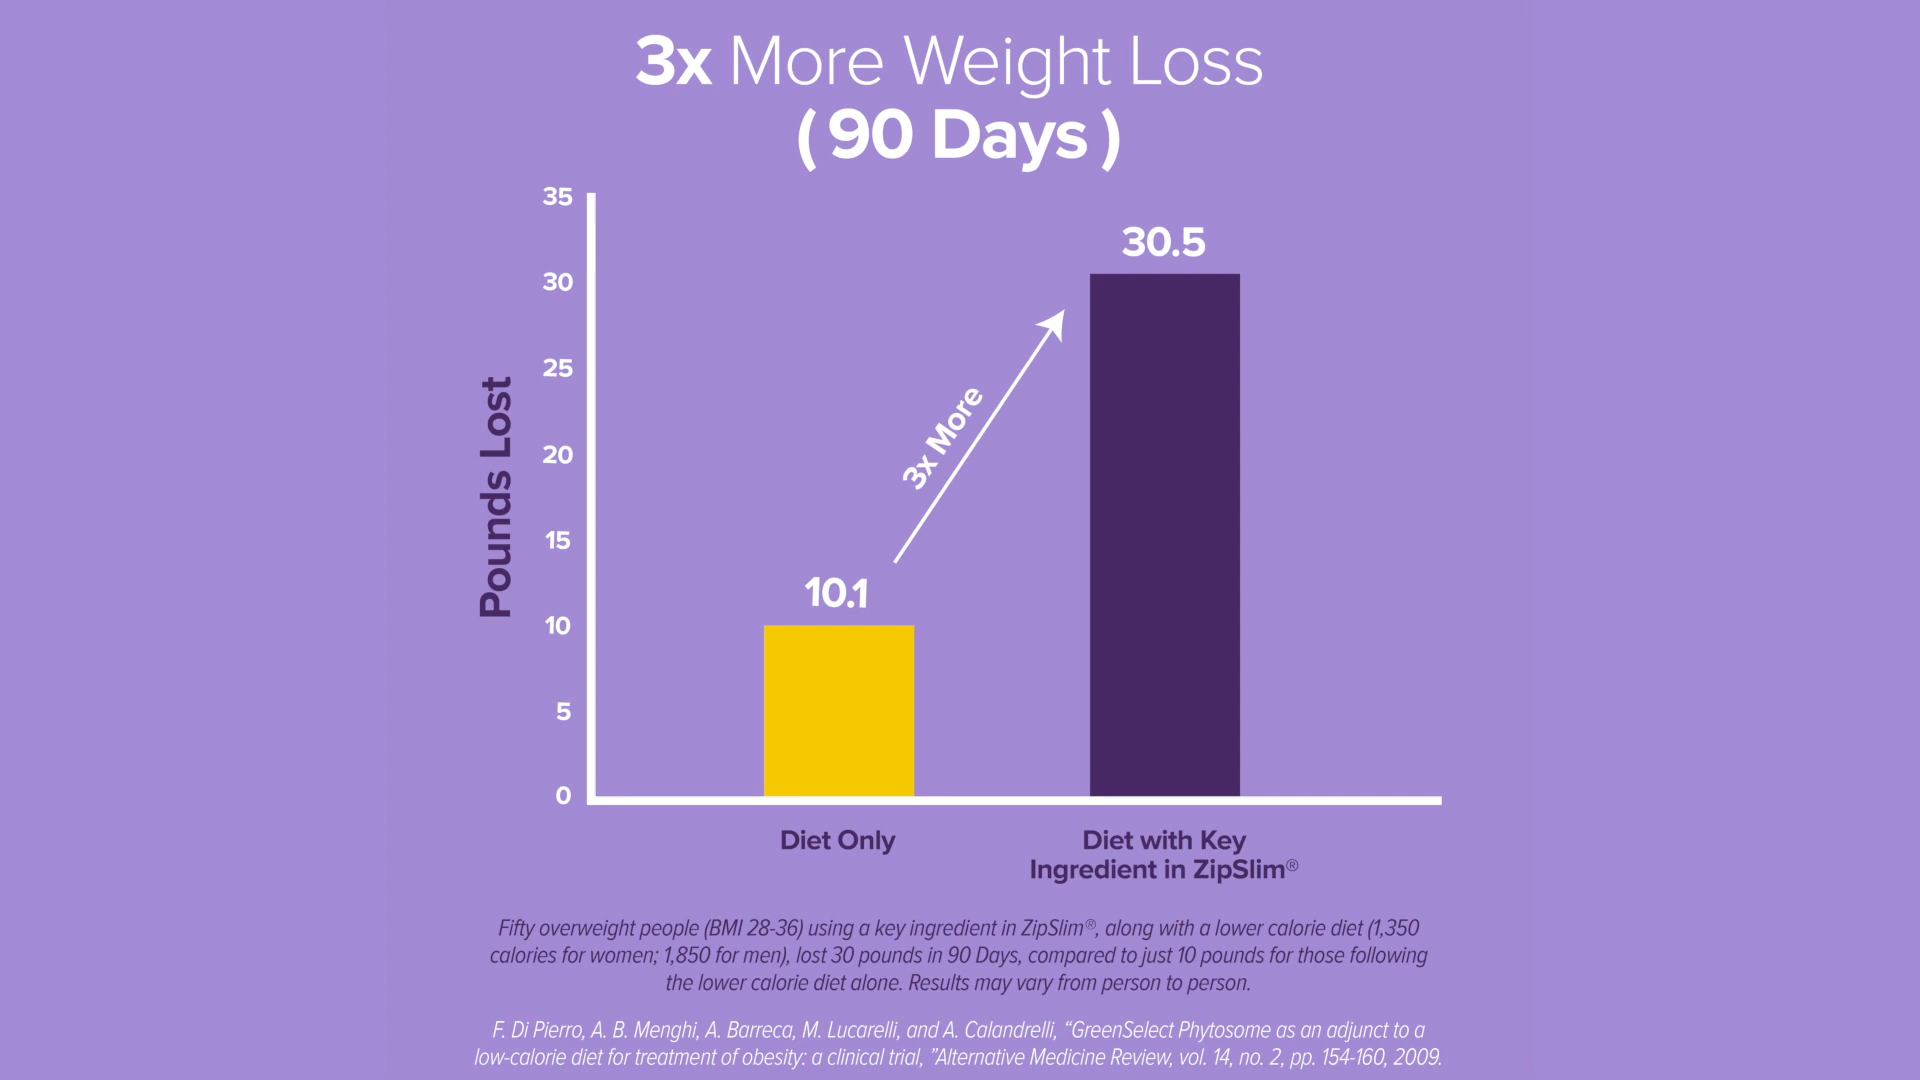 3x More Weight Loss
( 90 Days )
35
30
25
20
15
10
5
0
Pounds Lost
10.1
3x More
30.5
Diet Only
Diet with Key
Ingredient in ZipSlim®
Fifty overweight people (BMI 28-36) using a key ingredient in ZipSlim®, along with a lower calorie diet (1,350
calories for women; 1,850 for men), lost 30 pounds in 90 Days, compared to just 10 pounds for those following
the lower calorie diet alone. Results may vary from person to person.
F. Di Pierro, A. B. Menghi, A. Barreca, M. Lucarelli, and A. Calandrelli, “GreenSelect Phytosome as an adjunct to a
low-calorie diet for treatment of obesity: a clinical trial, ”Alternative Medicine Review, vol. 14, no. 2, pp. 154-160, 2009.